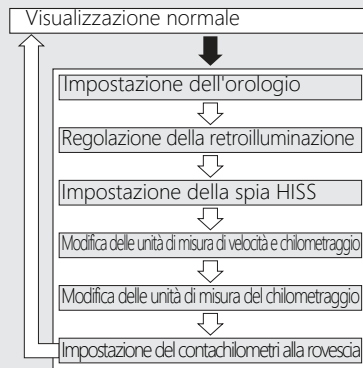 Visualizzazione normale
Impostazione dell'orologio
Regolazione della retroilluminazione
Impostazione della spia HISS
Modifica delle unità di misura di velocità e chilometraggio
Modifica delle unità di misura del chilometraggio
Impostazione del contachilometri alla rovescia